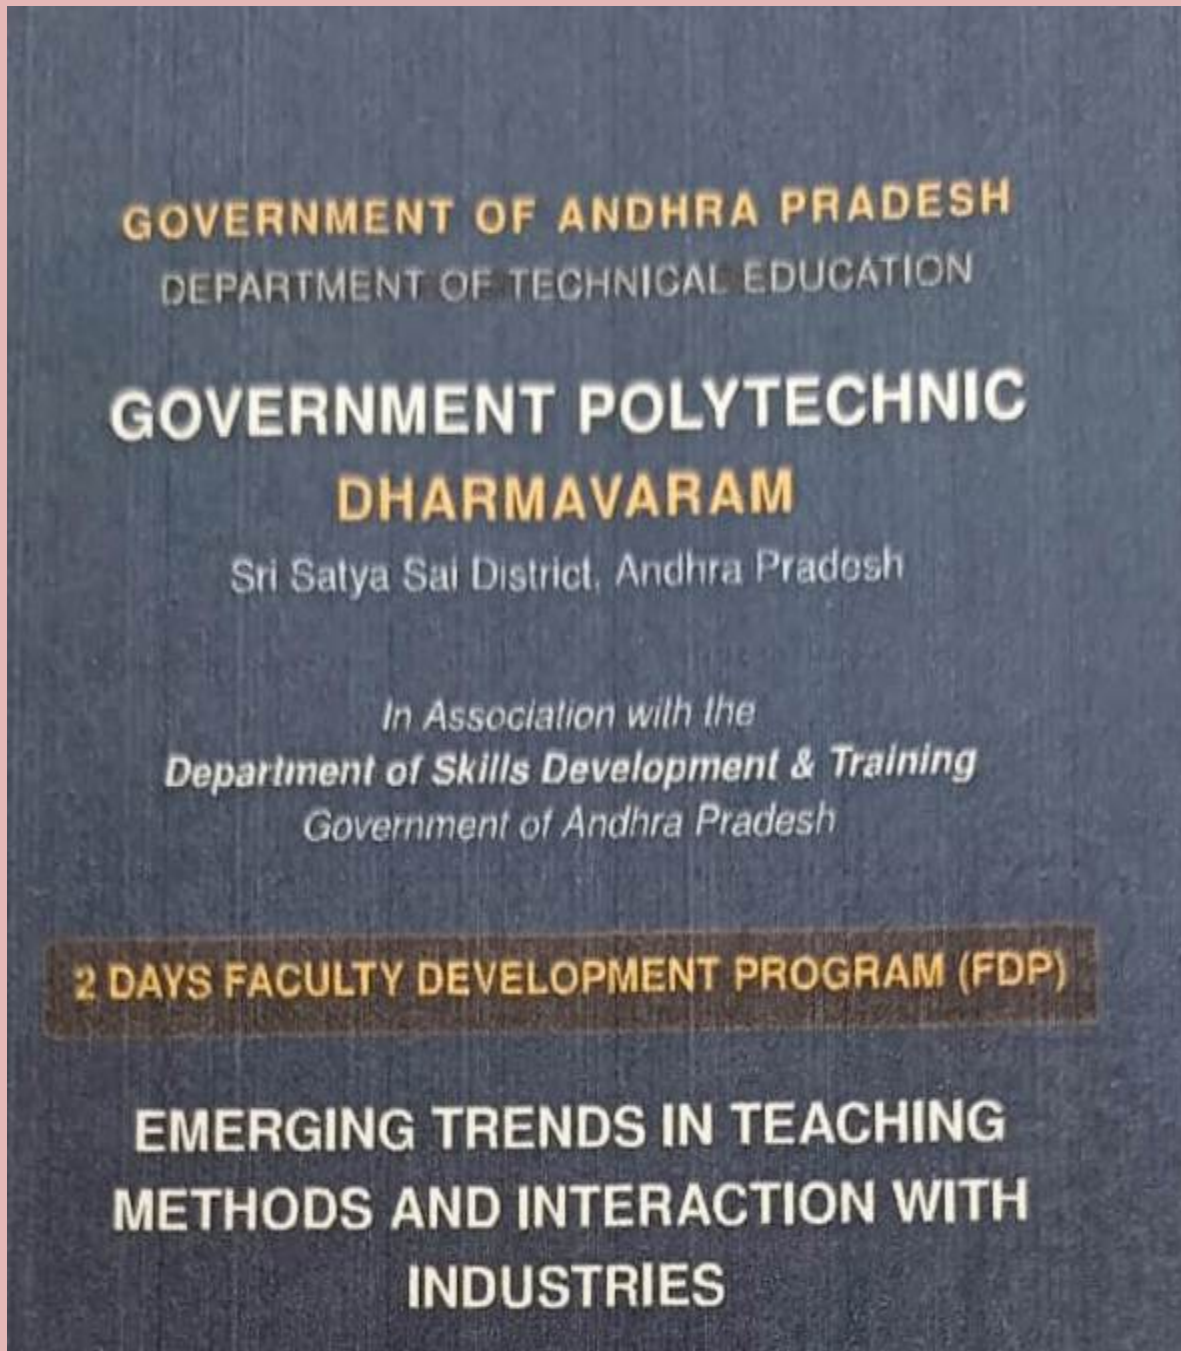 GOVERNMENT OF ANDHRA PRADESH
DEPARTMENT OF TECHNICAL EDUCATION
GOVERNMENT POLYTECHNIC
DHARMAVARAM
Sri Satya Sai District, Andhra Pradesh
In Association with the
Department of Skills Development & Training
Government of Andhra Pradesh
2 DAYS FACULTY DEVELOPMENT PROGRAM (FDP)
EMERGING TRENDS IN TEACHING
METHODS AND INTERACTION WITH
INDUSTRIES